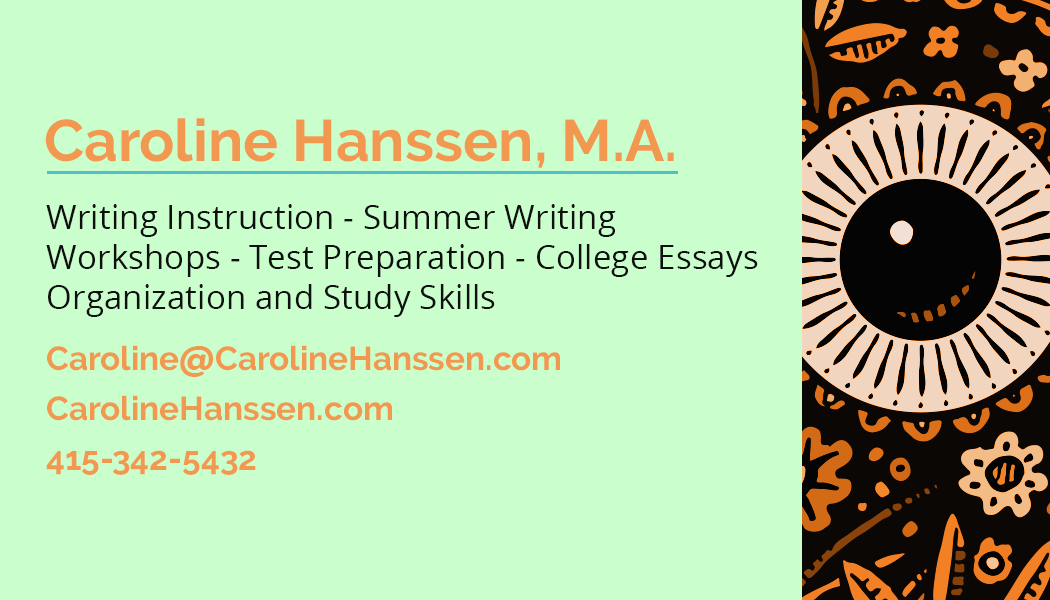 Caroline Hanssen, M.A.
Writing Instruction - Summer Writing
Workshops - Test Preparation - College Essays
Organization and Study Skills
Caroline@CarolineHanssen.com
CarolineHanssen.com
415-342-5432